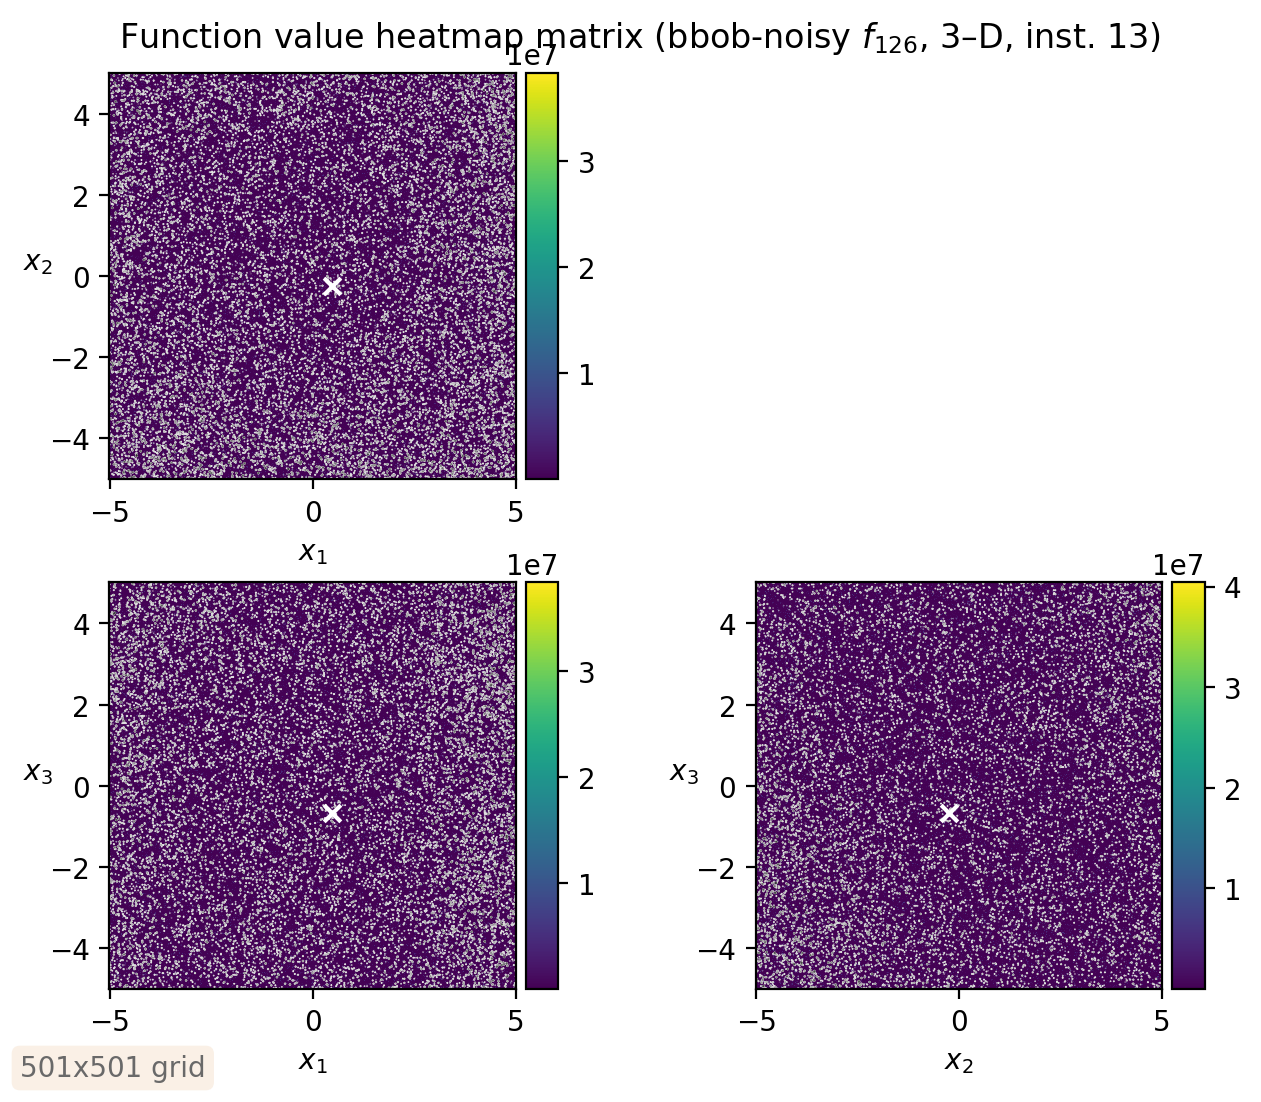 Function value heatmap matrix (bbob-noisy f₁₂₆, 3–D, inst. 13)
1e7
4
2
0
−2
−4
x₂
−5 0 5
x₁
3
2
1
1e7
4
2
0
−2
−4
x₃
−5 0 5
x₁
3
2
1
1e7
4
2
0
−2
−4
x₃
−5 0 5
x₂
4
3
2
1
501x501 grid